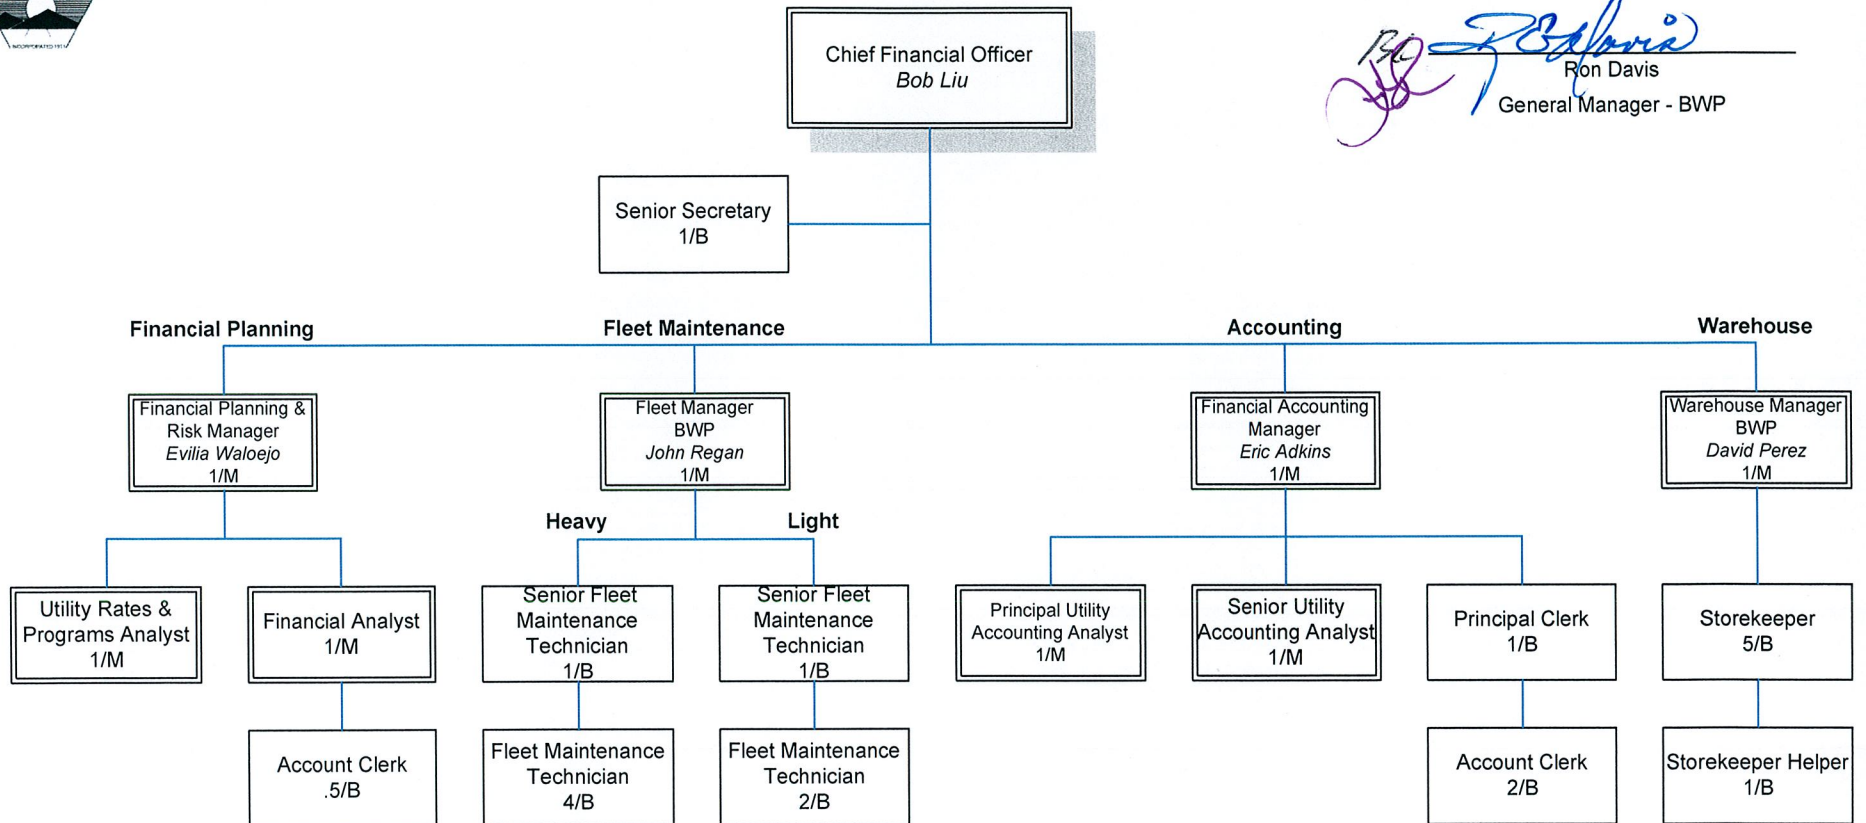 INCORPORATED 1911
Chief Financial Officer
Bob Liu
Ron Davis
General Manager - BWP
Senior Secretary
1/B
Financial Planning
Fleet Maintenance
Accounting
Warehouse
Financial Planning &
Risk Manager
Evilia Waloejo
1/M
Fleet Manager
BWP
John Regan
1/M
Financial Accounting
Manager
Eric Adkins
1/M
Warehouse Manager
BWP
David Perez
1/M
Heavy
Light
Utility Rates &
Programs Analyst
1/M
Financial Analyst
1/M
Senior Fleet
Maintenance
Technician
1/B
Senior Fleet
Maintenance
Technician
1/B
Principal Utility
Accounting Analyst
1/M
Senior Utility
Accounting Analyst
1/M
Principal Clerk
1/B
Storekeeper
5/B
Account Clerk
.5/B
Fleet Maintenance
Technician
4/B
Fleet Maintenance
Technician
2/B
Account Clerk
2/B
Storekeeper Helper
1/B